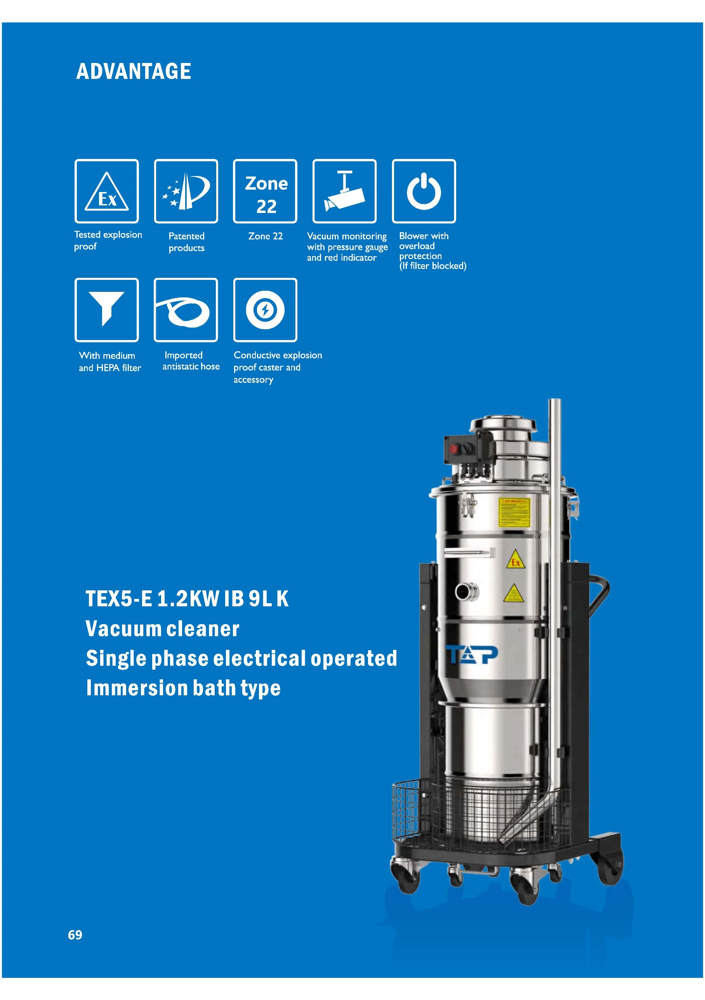 ADVANTAGE
Ex
Zone
22
Tested explosion
proof
Patented
products
Zone 22
Vacuum monitoring
with pressure gauge
and red indicator
Blower with
overload
protection
(If filter blocked)
With medium
and HEPA filter
Imported
antistatic hose
Conductive explosion
proof caster and
accessory
Ex
TEX5-E 1.2KW IB 9L K
Vacuum cleaner
Single phase electrical operated
Immersion bath type
TAP
69